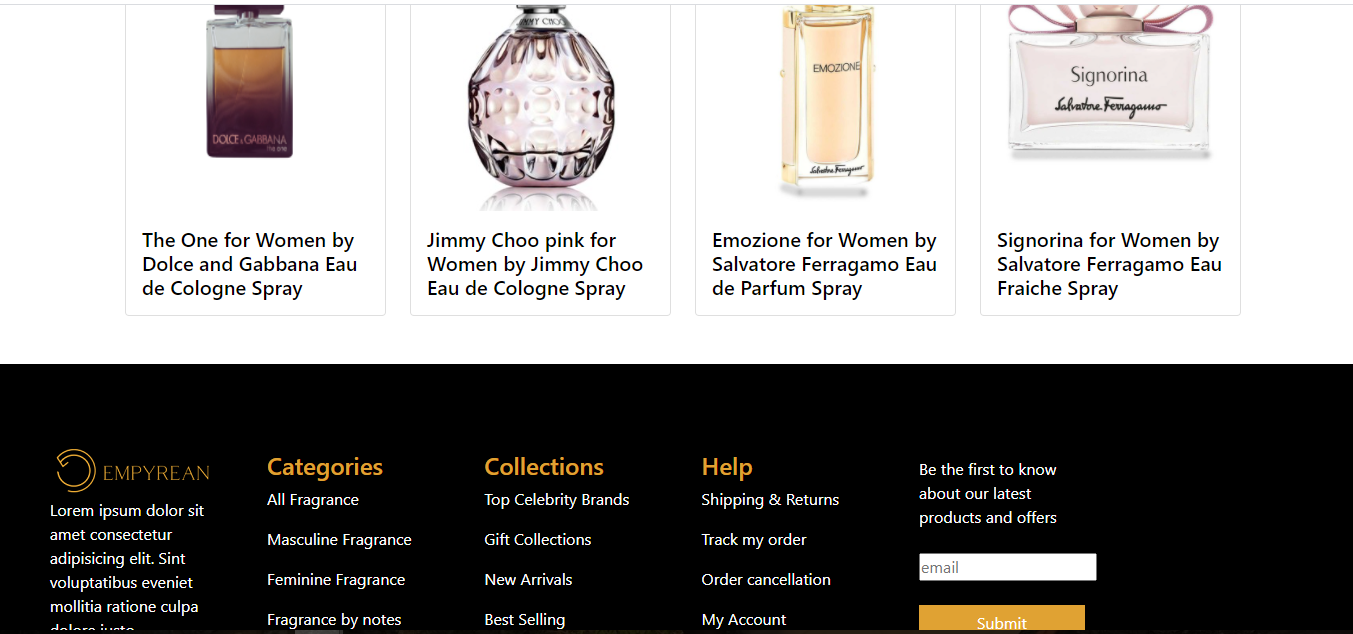 JIMMY CHOO
DOLCE & GABBANA
the one
EMOZIONE
Salvatore Ferragamo
Signorina
Salvatore Ferragamo
The One for Women by
Dolce and Gabbana Eau
de Cologne Spray
Jimmy Choo pink for
Women by Jimmy Choo
Eau de Cologne Spray
Emozione for Women by
Salvatore Ferragamo Eau
de Parfum Spray
Signorina for Women by
Salvatore Ferragamo Eau
Fraiche Spray
EMPYREAN
Lorem ipsum dolor sit
amet consectetur
adipisicing elit. Sint
voluptatibus eveniet
mollitia ratione culpa
dolore iusto
Categories
All Fragrance
Masculine Fragrance
Feminine Fragrance
Fragrance by notes
Collections
Top Celebrity Brands
Gift Collections
New Arrivals
Best Selling
Help
Shipping & Returns
Track my order
Order cancellation
My Account
Be the first to know
about our latest
products and offers
email
Submit